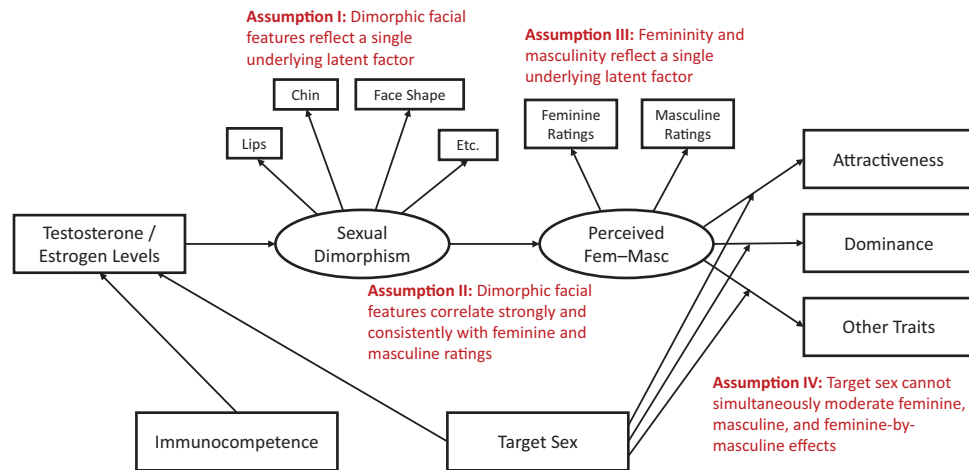 Assumption I: Dimorphic facial
features reflect a single
underlying latent factor
Assumption III: Femininity and
masculinity reflect a single
underlying latent factor
Chin
Face Shape
Lips
Etc.
Feminine
Ratings
Masculine
Ratings
Attractiveness
Testosterone /
Estrogen Levels
Sexual
Dimorphism
Perceived
Fem–Masc
Dominance
Assumption II: Dimorphic facial
features correlate strongly and
consistently with feminine and
masculine ratings
Other Traits
Assumption IV: Target sex cannot
simultaneously moderate feminine,
masculine, and feminine-by-
masculine effects
Immunocompetence
Target Sex